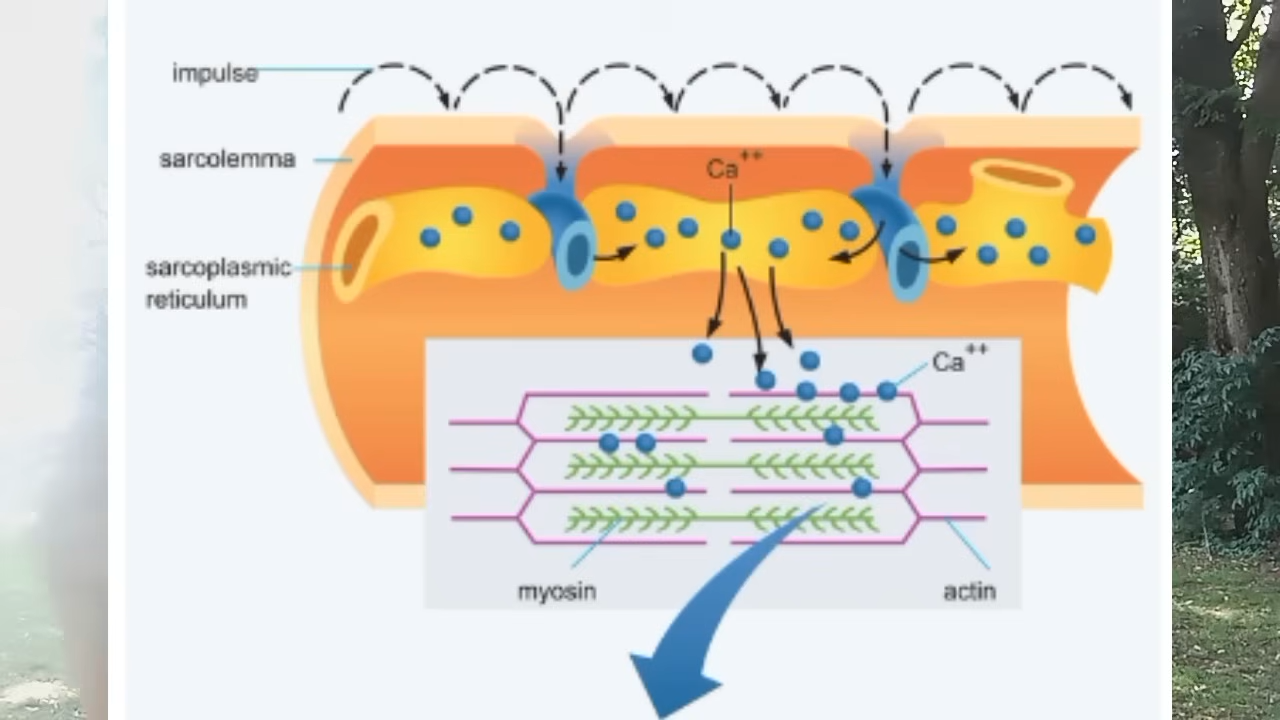 impulse
sarcolemma
Ca++
sarcoplasmic
reticulum
Ca++
myosin
actin